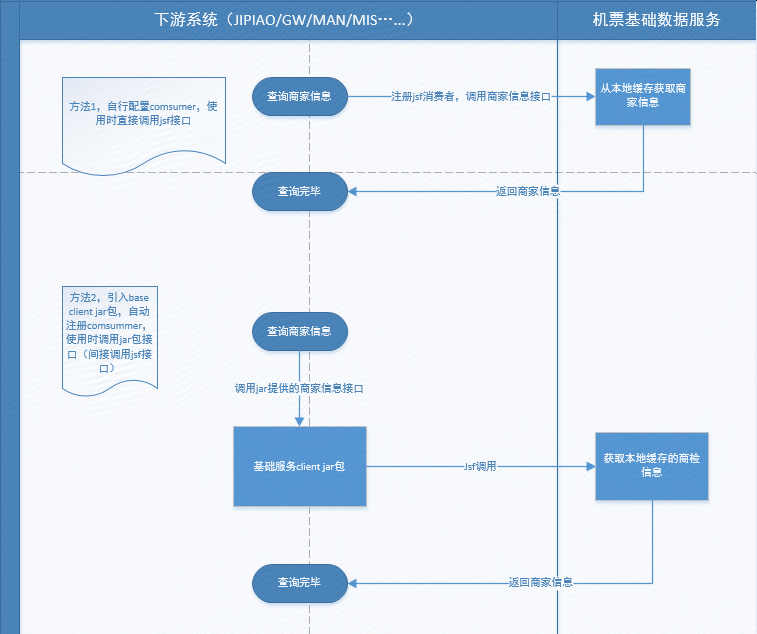 下游系统（JIPIAO/GW/MAN/MIS……）
机票基础数据服务
方法1，自行配置comsumer，使
用时直接调用jsf接口
查询商家信息
注册jsf消费者，调用商家信息接口
从本地缓存获取商
家信息
查询完毕
返回商家信息
方法2，引入base
client jar包，自动
注册comsummer，
使用时调用jar包接
口（间接调用jsf接
口）
查询商家信息
调用jar提供的商家信息接口
基础服务client jar包
Jsf调用
获取本地缓存的商检
信息
查询完毕
返回商家信息